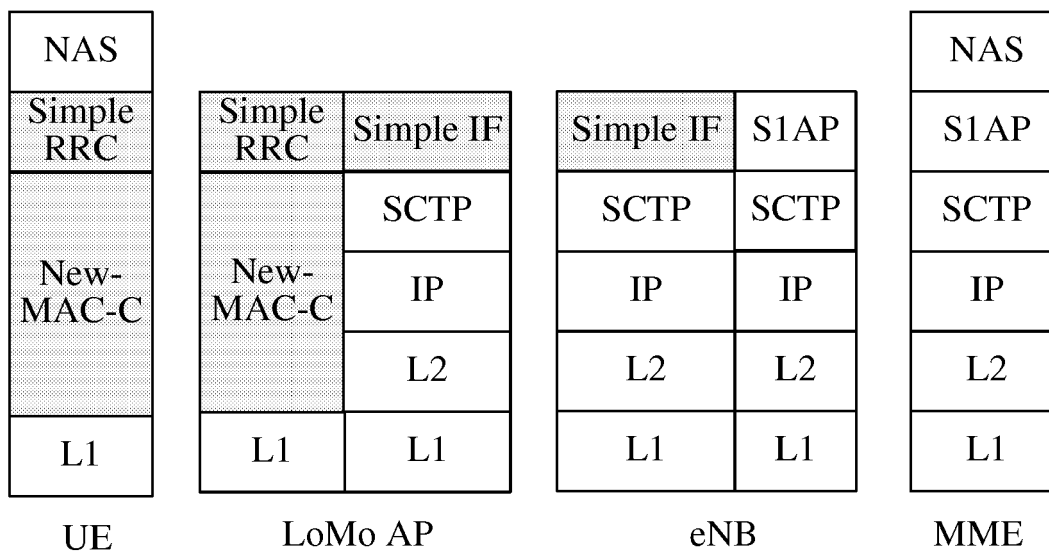 NAS
Simple
RRC
New-
MAC-C
L1
UE
Simple
RRC
New-
MAC-C
L1
Simple IF
SCTP
IP
L2
L1
LoMo AP
Simple IF
SCTP
IP
L2
L1
S1AP
SCTP
IP
L2
L1
eNB
NAS
S1AP
SCTP
IP
L2
L1
MME